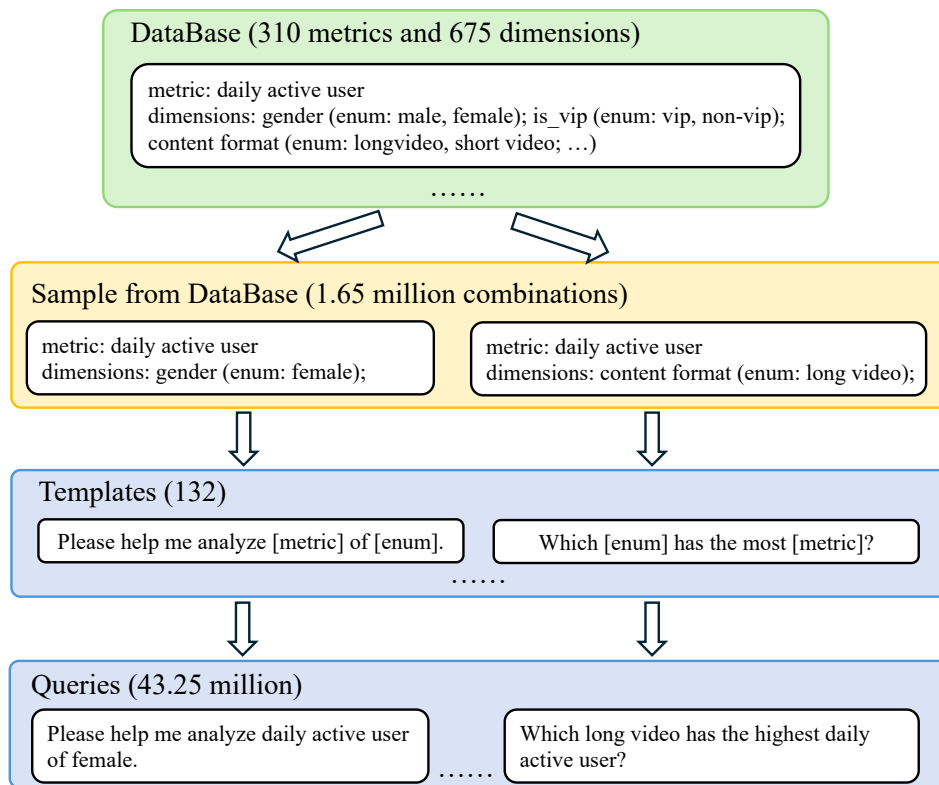 DataBase (310 metrics and 675 dimensions)
metric: daily active user
dimensions: gender (enum: male, female); is_vip (enum: vip, non-vip);
content format (enum: longvideo, short video; …)
……
Sample from DataBase (1.65 million combinations)
metric: daily active user
dimensions: gender (enum: female);
metric: daily active user
dimensions: content format (enum: long video);
Templates (132)
Please help me analyze [metric] of [enum].
Which [enum] has the most [metric]?
……
Queries (43.25 million)
Please help me analyze daily active user
of female.
……
Which long video has the highest daily
active user?